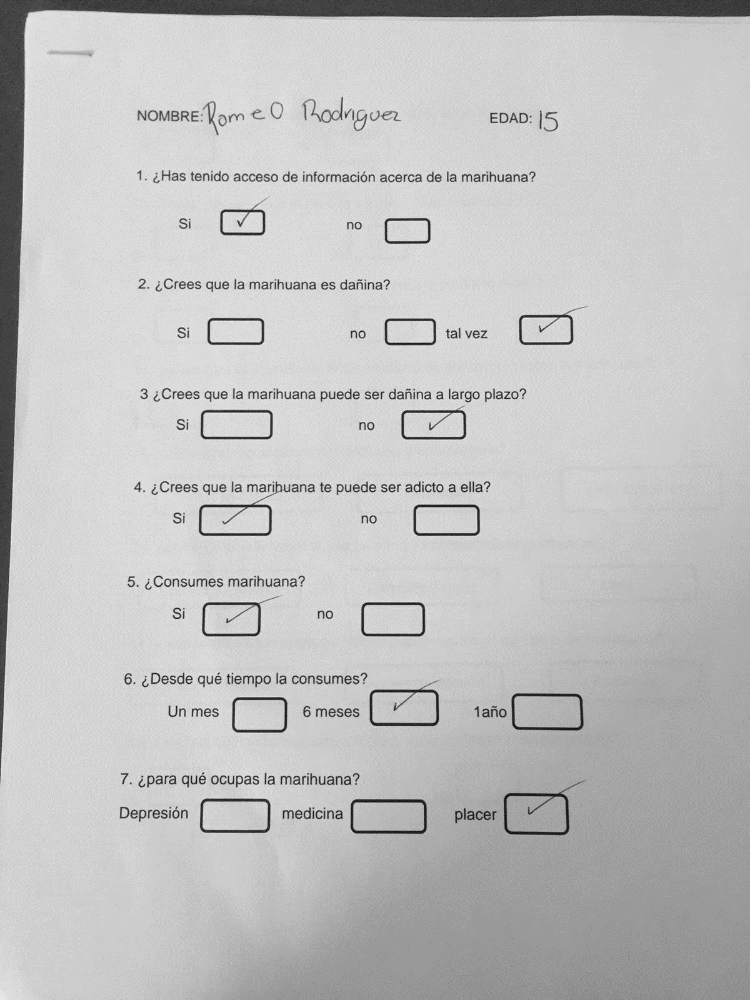 NOMBRE: Romeo Rodriguez EDAD: 15
1. ¿Has tenido acceso de información acerca de la marihuana?
Si no
2. ¿Crees que la marihuana es dañina?
Si no tal vez
3 ¿Crees que la marihuana puede ser dañina a largo plazo?
Si no
4. ¿Crees que la marihuana te puede ser adicto a ella?
Si no
5. ¿Consumes marihuana?
Si no
6. ¿Desde qué tiempo la consumes?
Un mes 6 meses 1año
7. ¿para qué ocupas la marihuana?
Depresión medicina placer